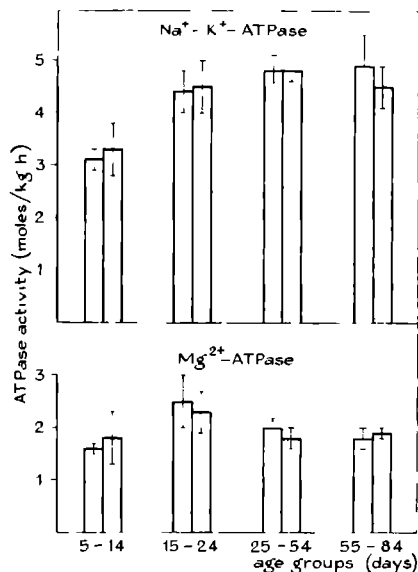 Na⁺- K⁺- ATPase
5
4
3
2
1
ATPase activity (moles/kg h)
Mg²⁺-ATPase
3
2
1
5 - 14 15 - 24 25 - 54 55 - 84
age groups (days)